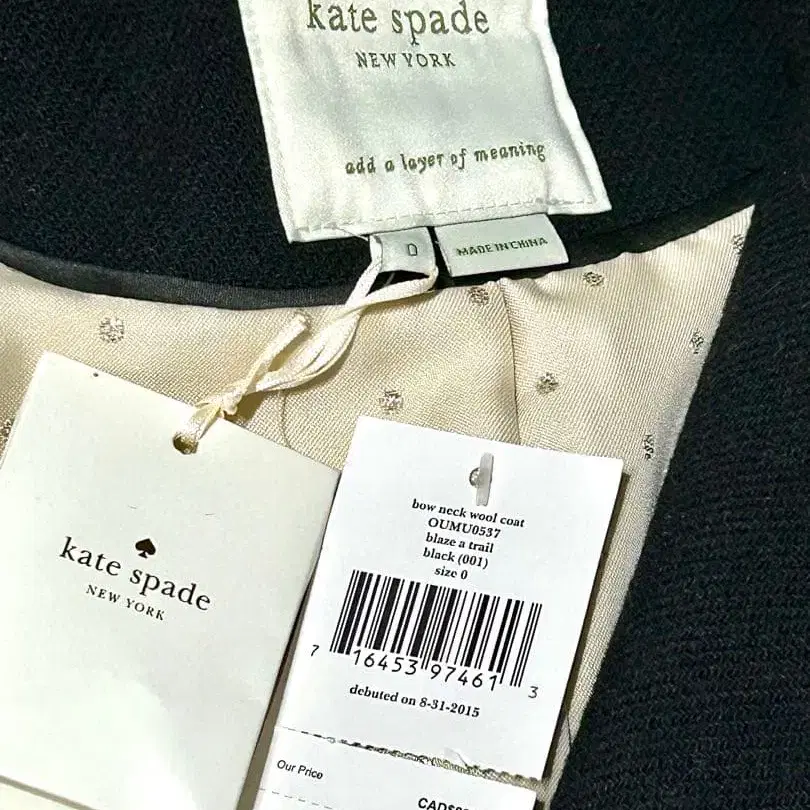 kate spade
NEW YORK
add a layer of meaning
0
MADE IN CHINA
kate spade
NEW YORK
bow neck wool coat
OUMU0537
blaze a trail
black (001)
size 0
7 16453 97461 3
debuted on 8-31-2015
Our Price